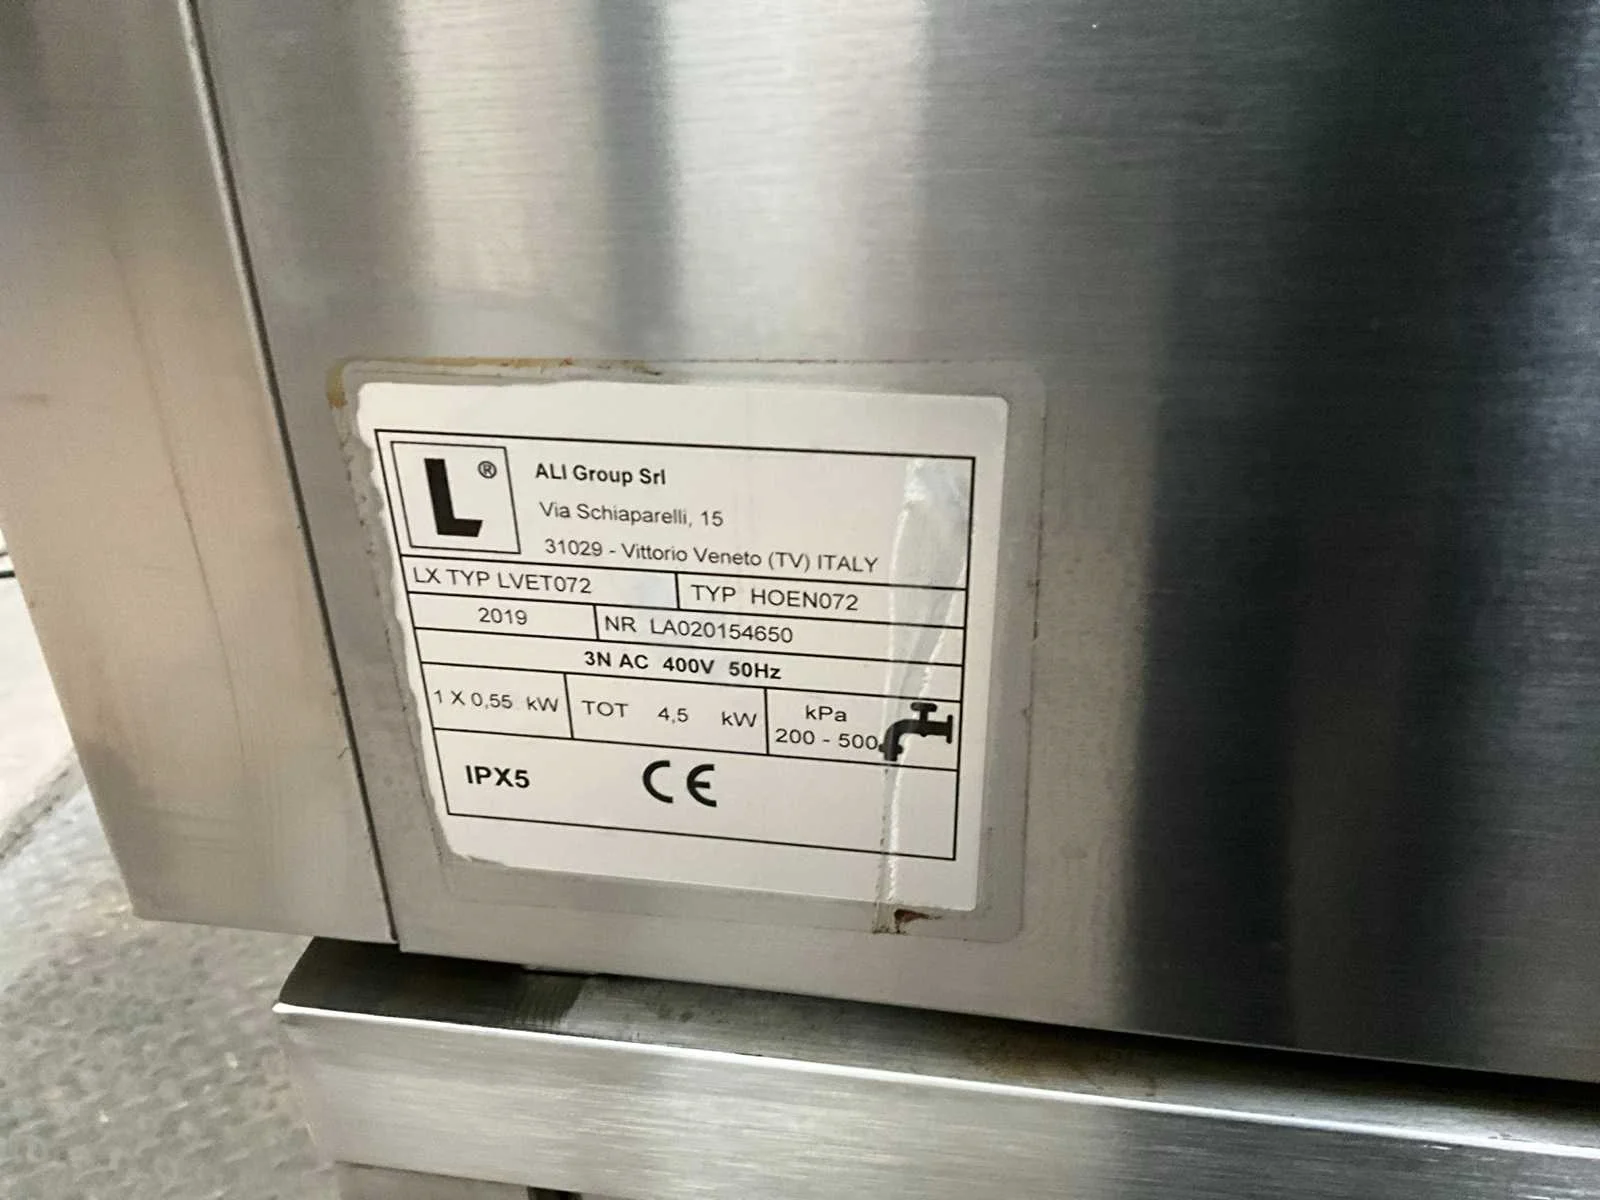 L®
ALI Group Srl
Via Schiaparelli, 15
31029 - Vittorio Veneto (TV) ITALY
LX TYP LVET072 TYP HOEN072
2019 NR LA020154650
3N AC 400V 50Hz
1 X 0,55 kW TOT 4,5 kW kPa
200 - 500
IPX5 CE